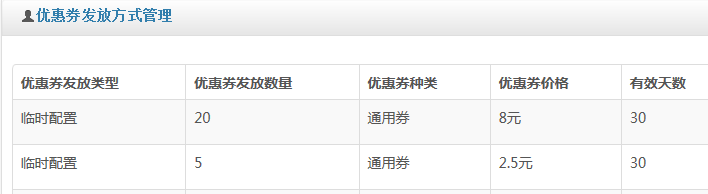 优惠券发放方式管理
优惠券发放类型 优惠券发放数量 优惠券种类 优惠券价格 有效天数
临时配置 20 通用券 8元 30
临时配置 5 通用券 2.5元 30